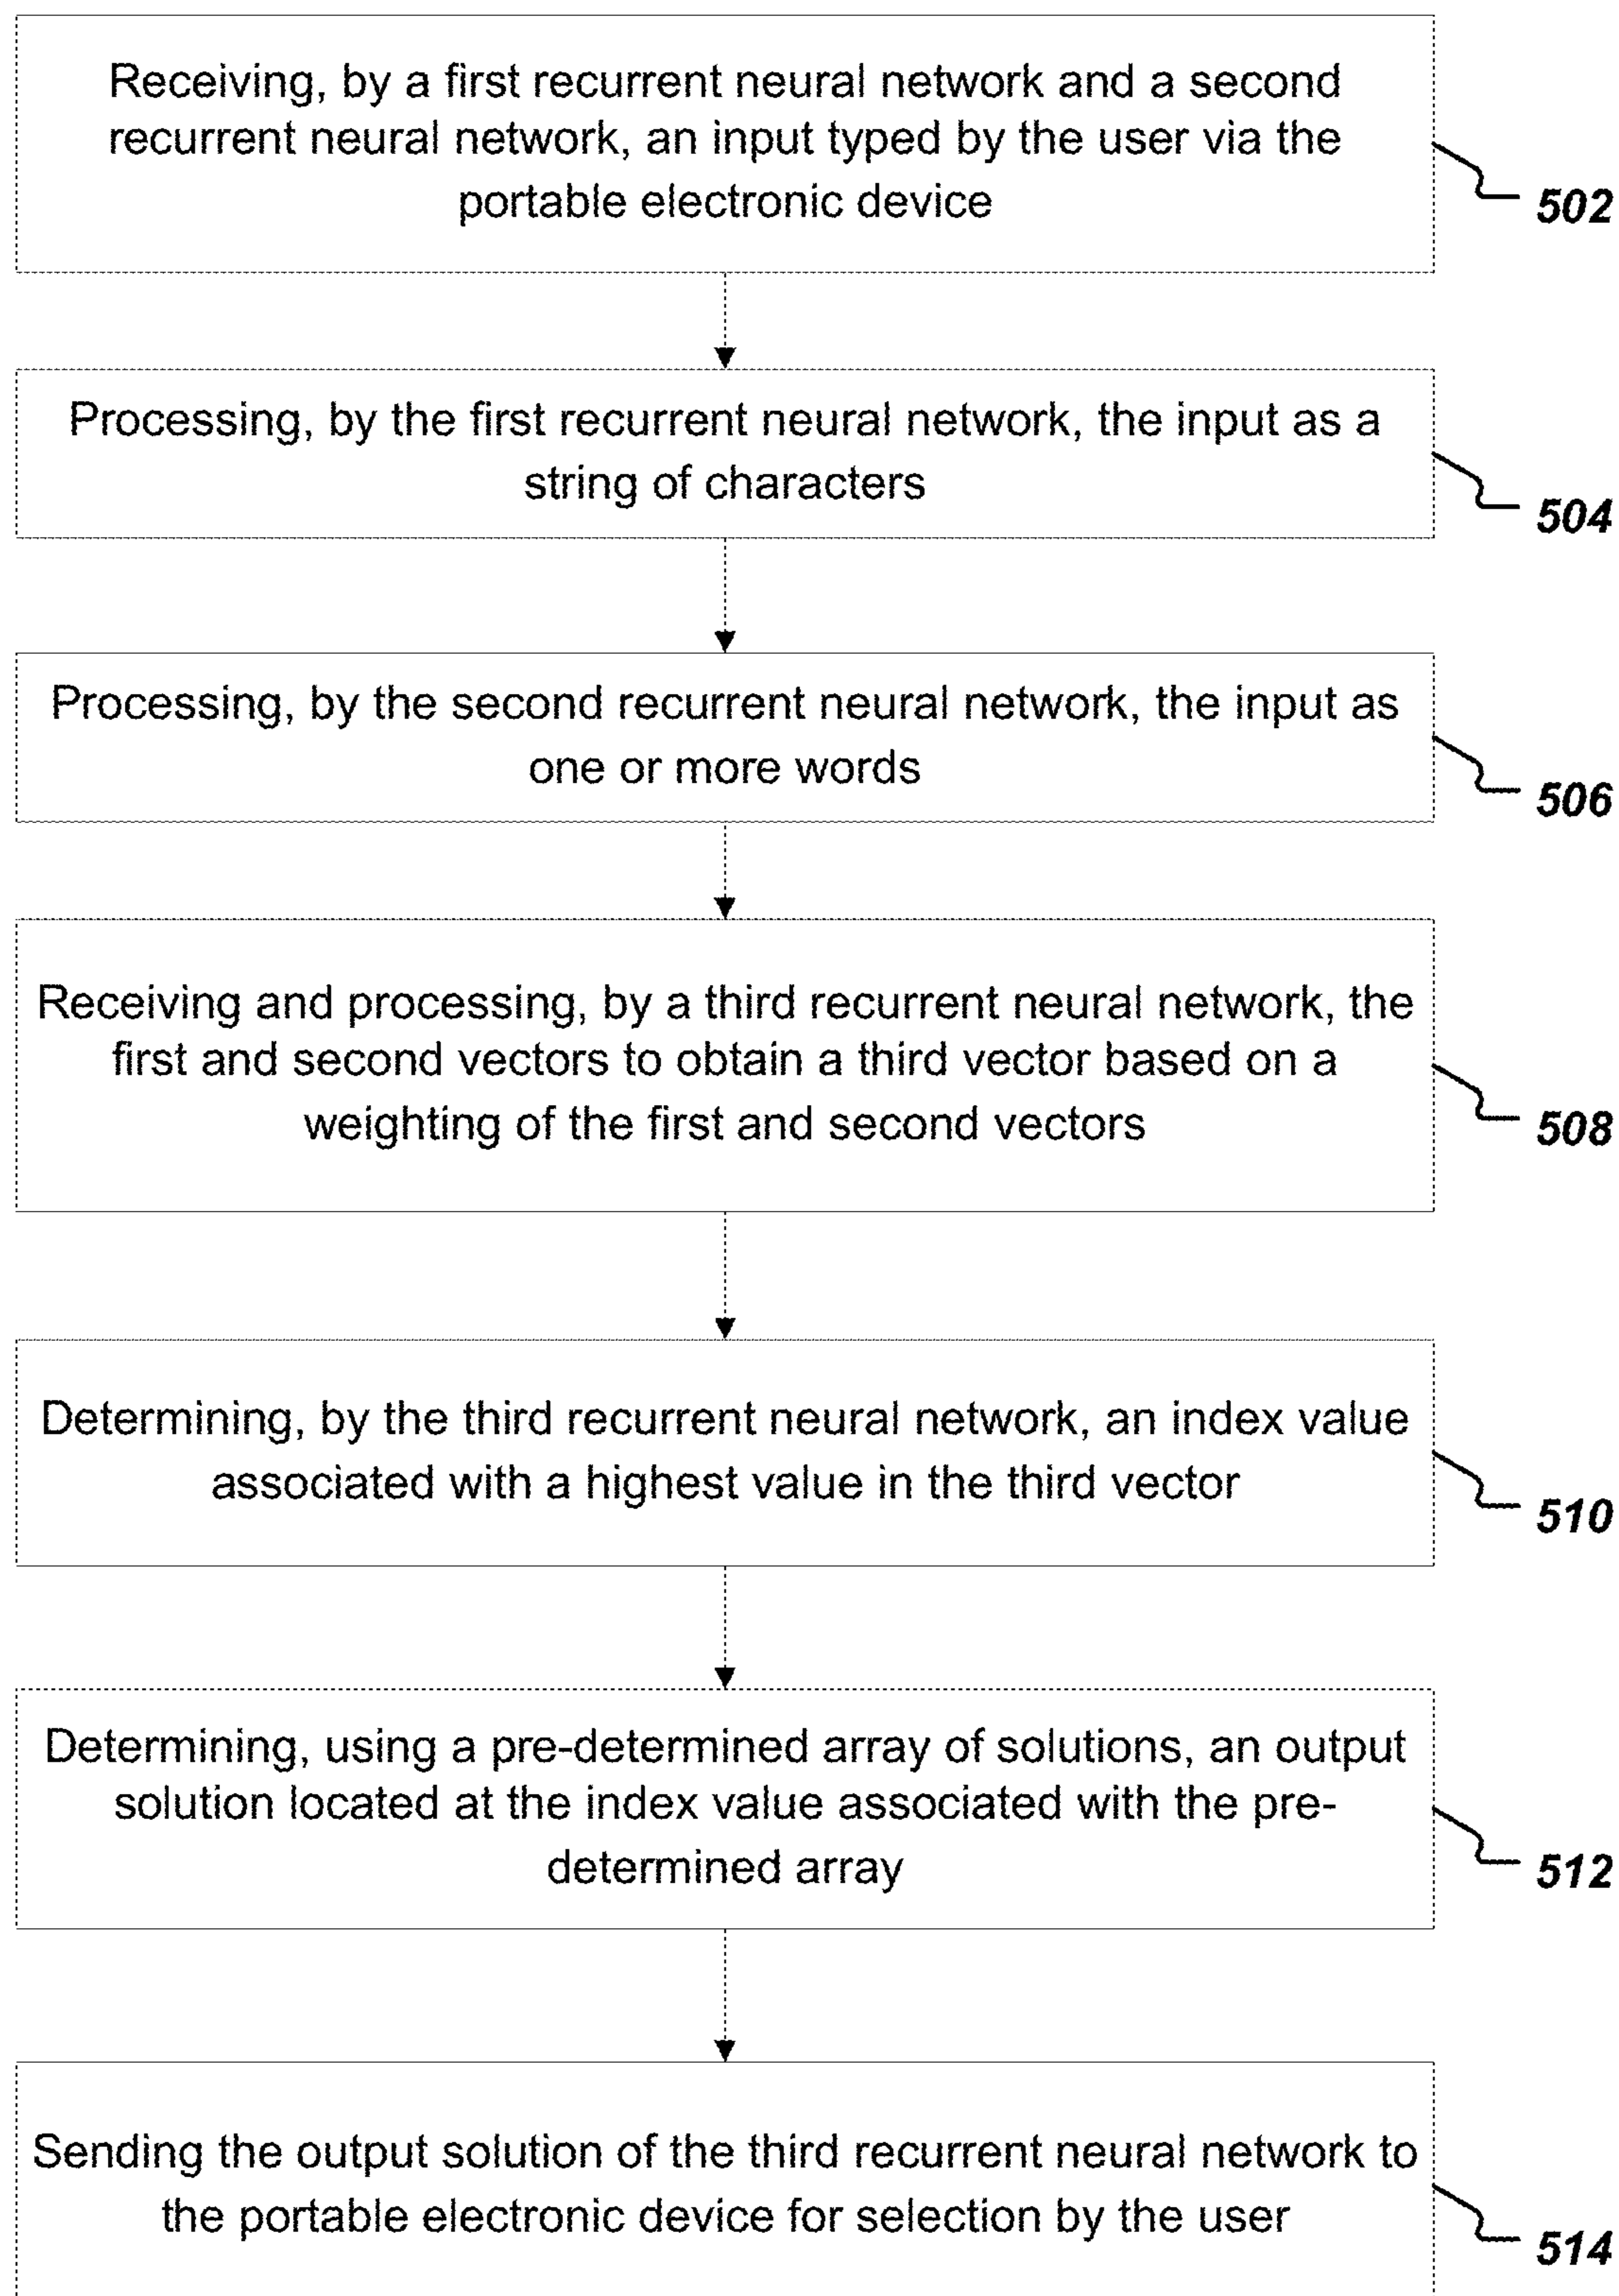 Receiving, by a first recurrent neural network and a second
recurrent neural network, an input typed by the user via the
portable electronic device
502
Processing, by the first recurrent neural network, the input as a
string of characters
504
Processing, by the second recurrent neural network, the input as
one or more words
506
Receiving and processing, by a third recurrent neural network, the
first and second vectors to obtain a third vector based on a
weighting of the first and second vectors
508
Determining, by the third recurrent neural network, an index value
associated with a highest value in the third vector
510
Determining, using a pre-determined array of solutions, an output
solution located at the index value associated with the pre-
determined array
512
Sending the output solution of the third recurrent neural network to
the portable electronic device for selection by the user
514